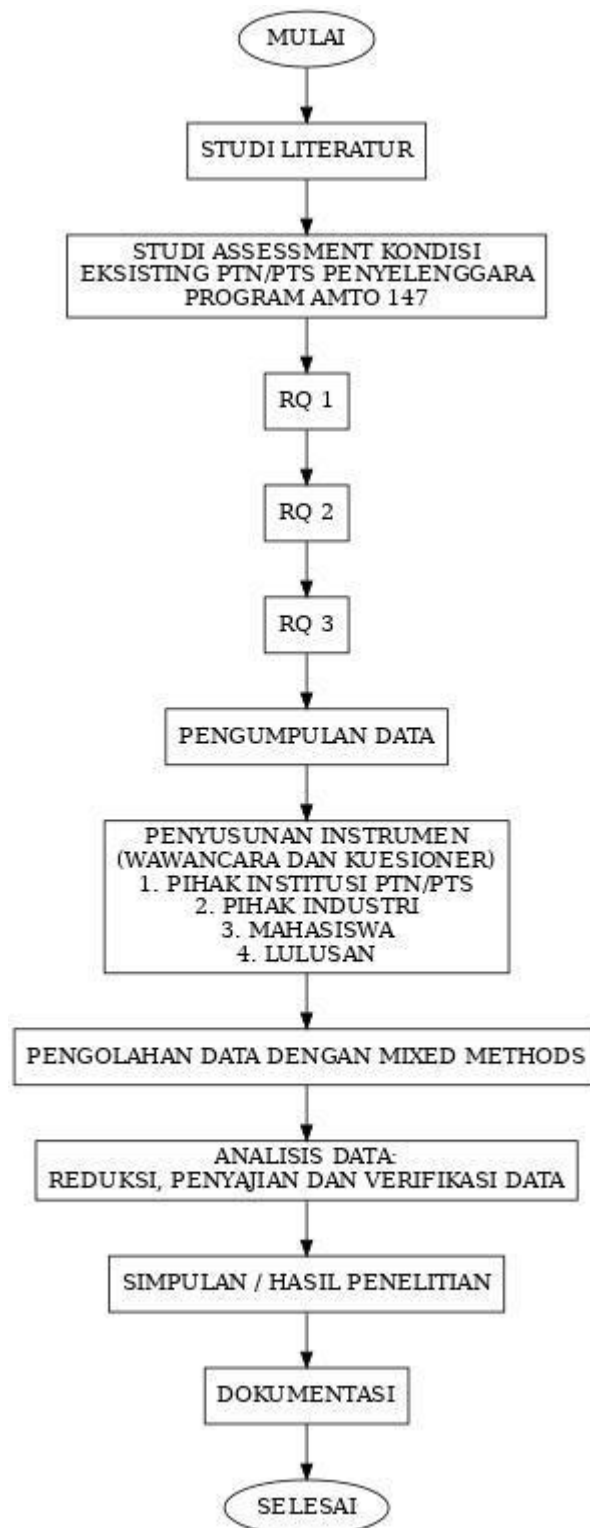 MULAI
STUDI LITERATUR
STUDI ASSESSMENT KONDISI
EKSISTING PTN/PTS PENYELENGGARA
PROGRAM AMTO 147
RQ 1
RQ 2
RQ 3
PENGUMPULAN DATA
PENYUSUNAN INSTRUMEN
(WAWANCARA DAN KUESIONER)
1. PIHAK INSTITUSI PTN/PTS
2. PIHAK INDUSTRI
3. MAHASISWA
4. LULUSAN
PENGOLAHAN DATA DENGAN MIXED METHODS
ANALISIS DATA:
REDUKSI, PENYAJIAN DAN VERIFIKASI DATA
SIMPULAN / HASIL PENELITIAN
DOKUMENTASI
SELESAI